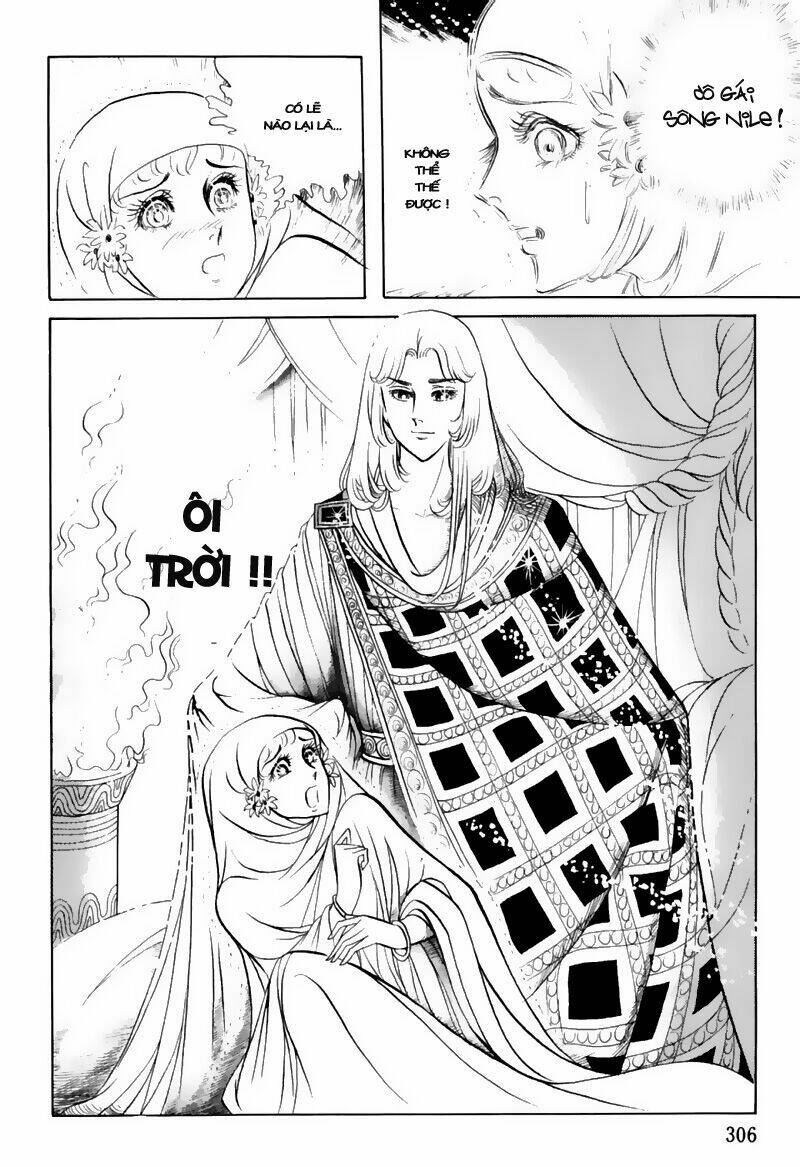 CÔ GÁI
SÔNG NILE !
KHÔNG
THỂ
THẾ
ĐƯỢC !
CÓ LẼ
NÀO LẠI LÀ...
ÔI
TRỜI !!
306